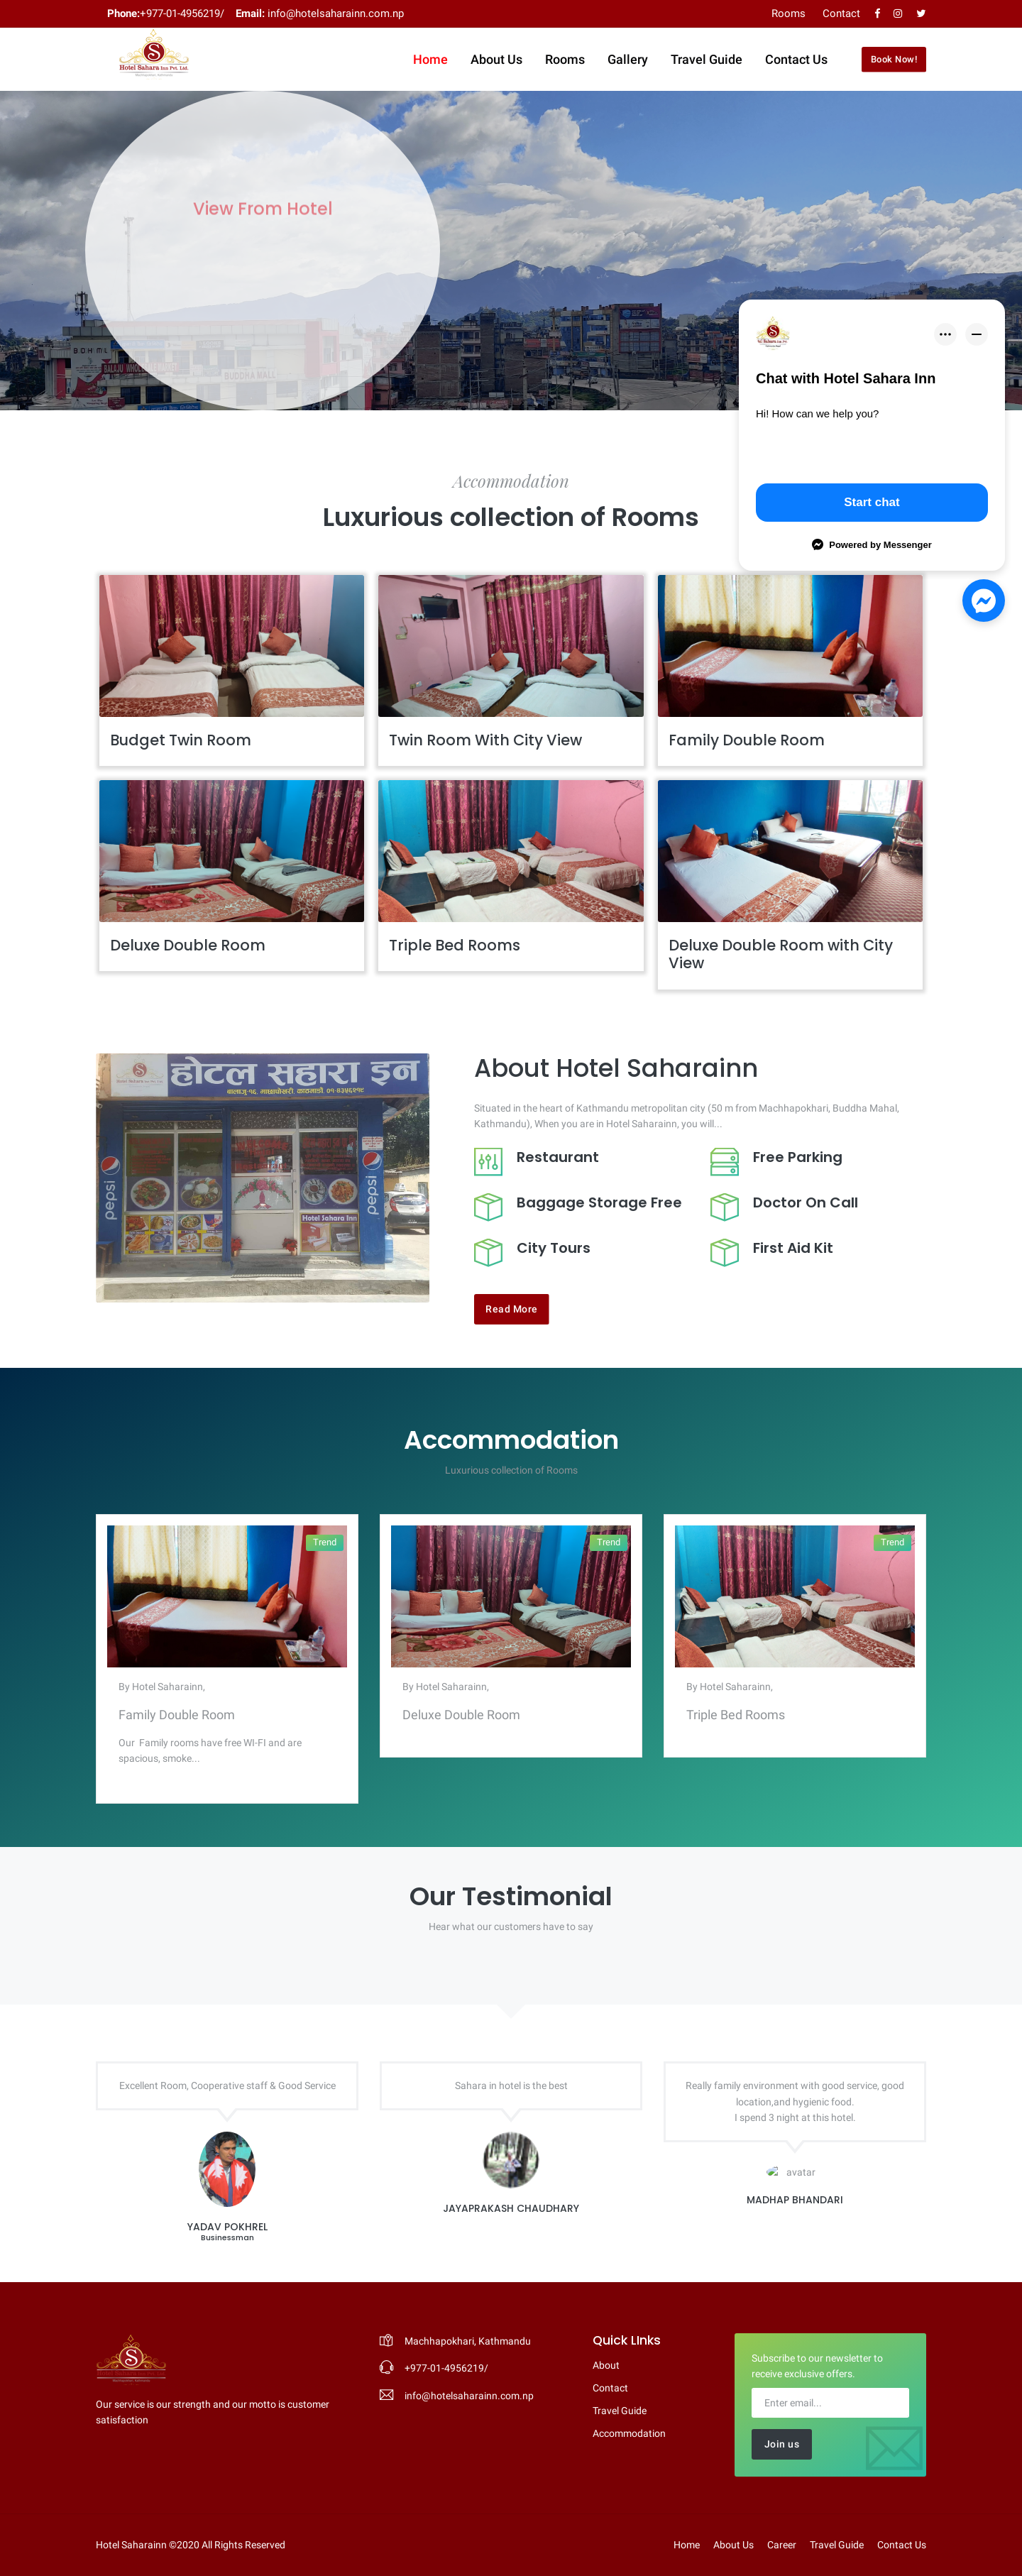 Phone:+977-01-4956219/ Email: info@hotelsaharainn.com.np
Rooms Contact
Hotel Sahara Inn Pvt. Ltd.
Home About Us Rooms Gallery Travel Guide Contact Us Book Now!
View From Hotel
B.G.H.M.L
BUDDHA MALL
Chat with Hotel Sahara Inn
Hi! How can we help you?
Start chat
Powered by Messenger
Accommodation
Luxurious collection of Rooms
Budget Twin Room
Twin Room With City View
Family Double Room
Deluxe Double Room
Triple Bed Rooms
Deluxe Double Room with City
View
होटल सहारा इन
pepsi
pepsi
Hotel Sahara Inn
About Hotel Saharainn
Situated in the heart of Kathmandu metropolitan city (50 m from Machhapokhari, Buddha Mahal,
Kathmandu), When you are in Hotel Saharainn, you will...
Restaurant
Free Parking
Baggage Storage Free
Doctor On Call
City Tours
First Aid Kit
Read More
Accommodation
Luxurious collection of Rooms
Trend
By Hotel Saharainn,
Family Double Room
Our Family rooms have free WI-FI and are
spacious, smoke...
Trend
By Hotel Saharainn,
Deluxe Double Room
Trend
By Hotel Saharainn,
Triple Bed Rooms
Our Testimonial
Hear what our customers have to say
Excellent Room, Cooperative staff & Good Service
YADAV POKHREL
Businessman
Sahara in hotel is the best
JAYAPRAKASH CHAUDHARY
Really family environment with good service, good
location,and hygienic food.
I spend 3 night at this hotel.
avatar
MADHAP BHANDARI
Our service is our strength and our motto is customer
satisfaction
Machhapokhari, Kathmandu
+977-01-4956219/
info@hotelsaharainn.com.np
Quick LInks
About
Contact
Travel Guide
Accommodation
Subscribe to our newsletter to
receive exclusive offers.
Enter email...
Join us
Hotel Saharainn ©2020 All Rights Reserved
Home About Us Career Travel Guide Contact Us